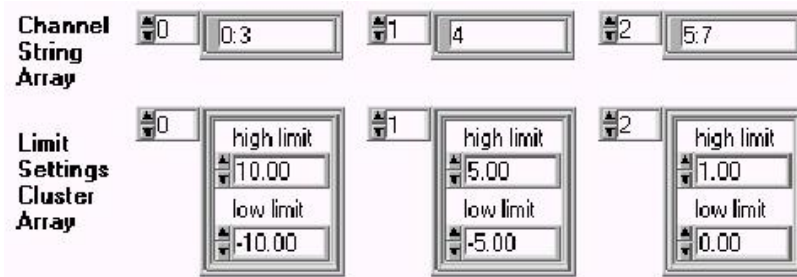 Channel String Array
0 0:3 1 4 2 5:7
Limit Settings Cluster Array
0 1 2
high limit high limit high limit
10.00 5.00 1.00
low limit low limit low limit
-10.00 -5.00 0.00